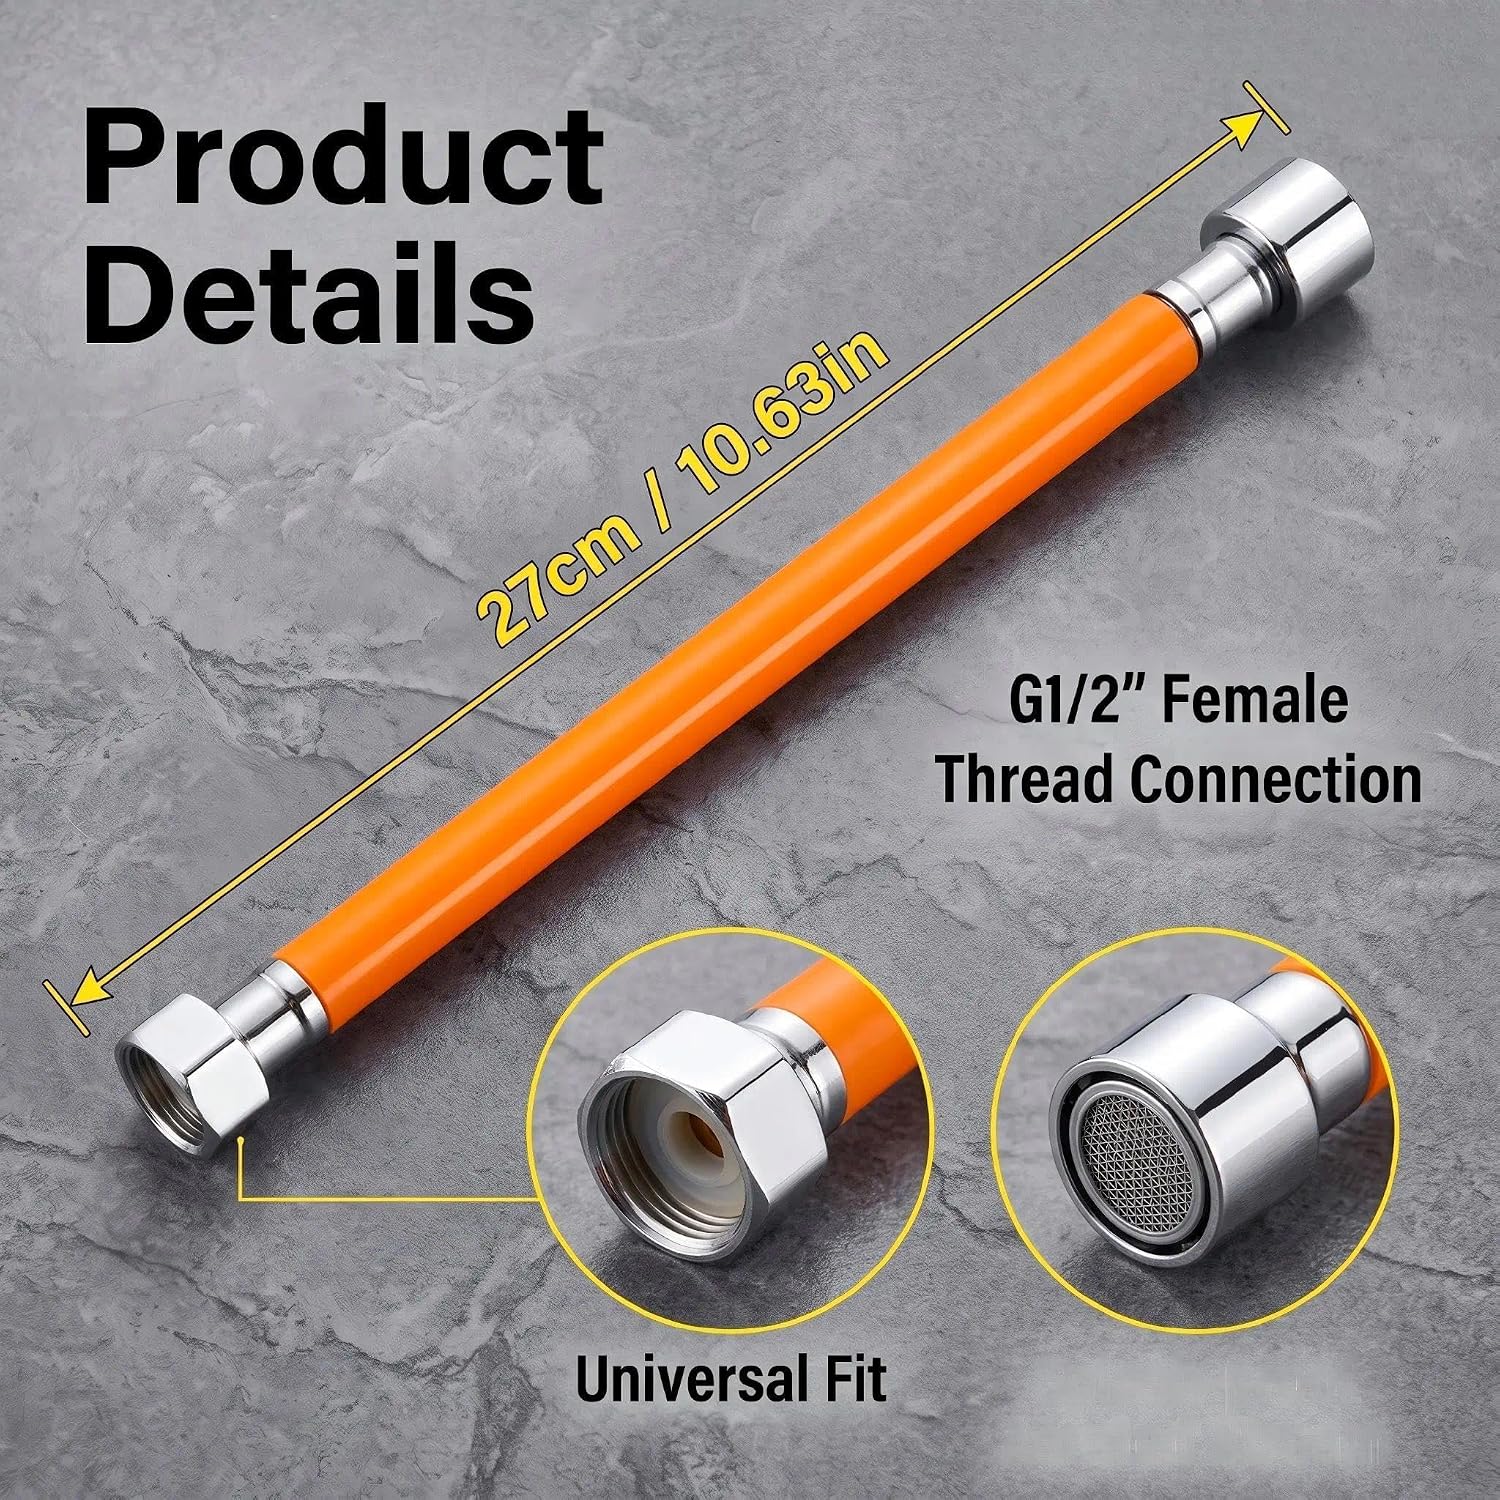 Product
Details
27cm / 10.63in
G1/2” Female
Thread Connection
Universal Fit